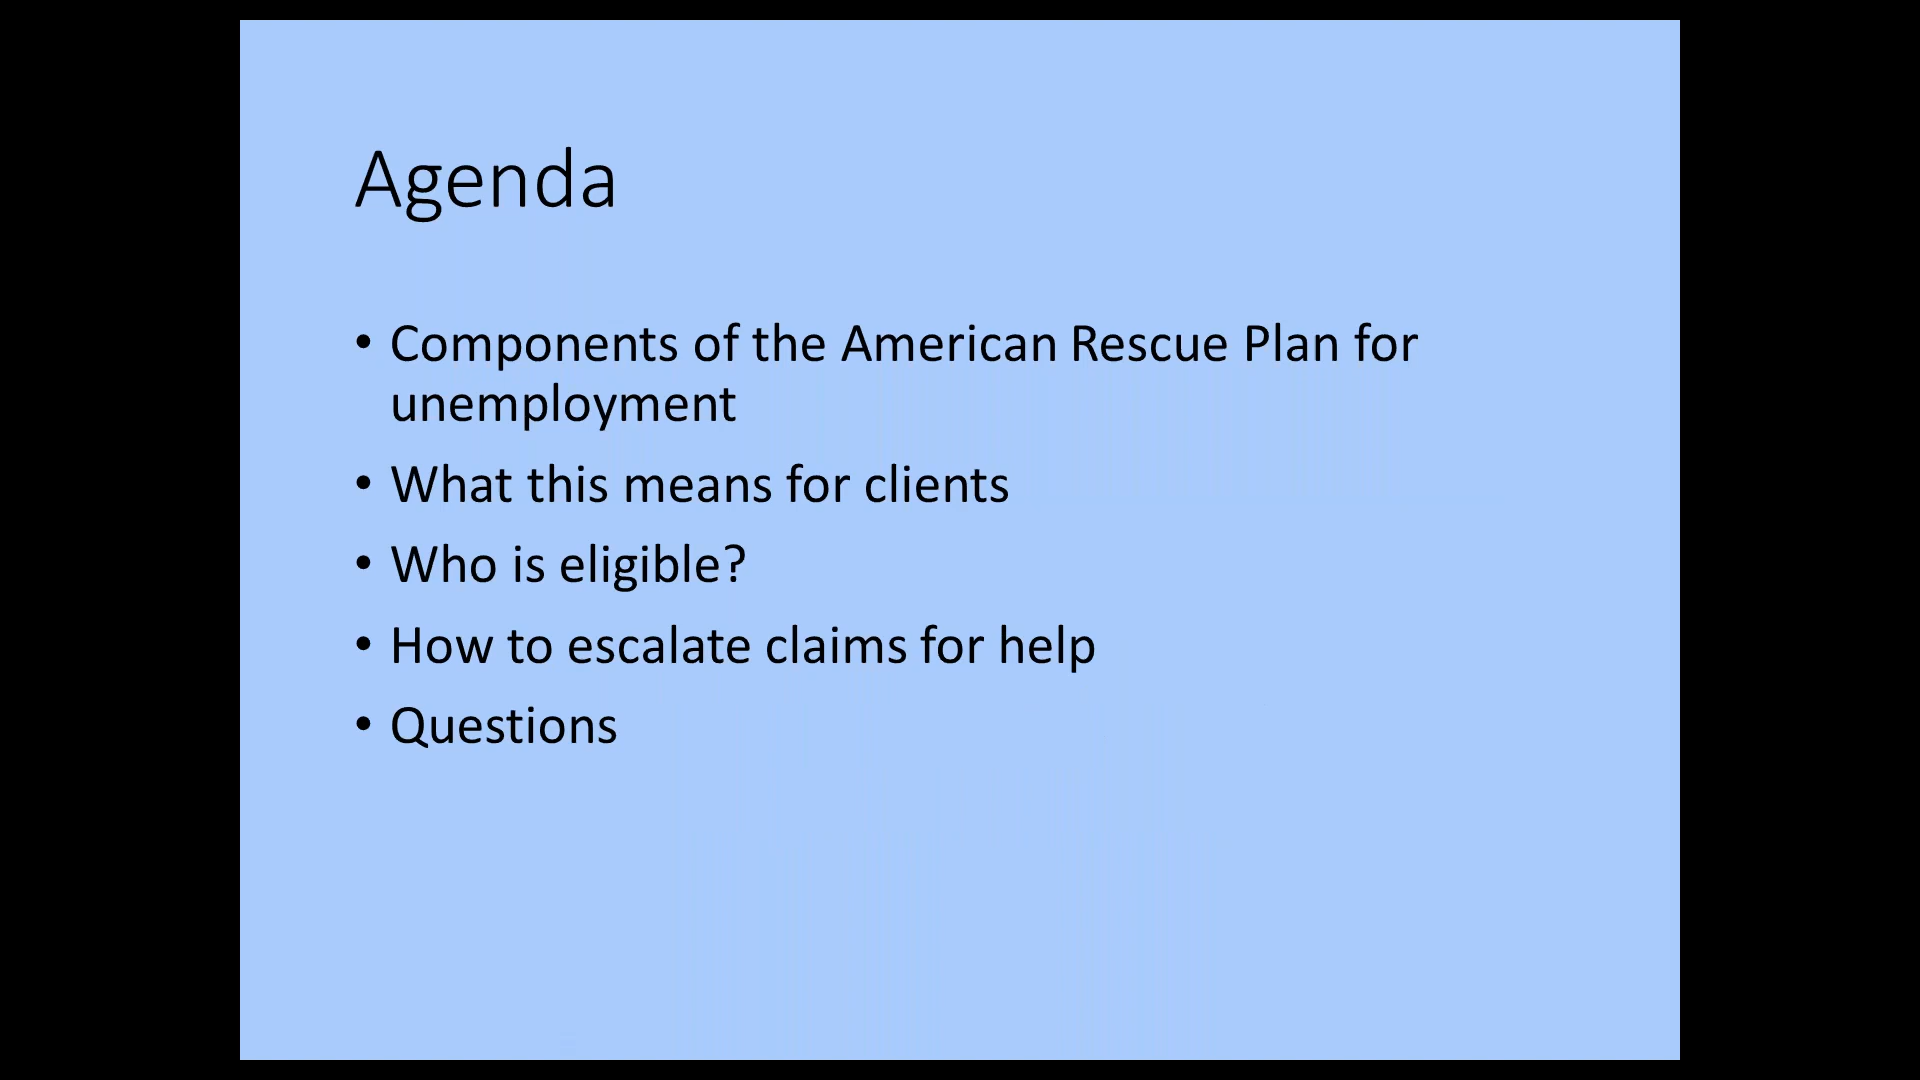 Agenda
• Components of the American Rescue Plan for
unemployment
• What this means for clients
• Who is eligible?
• How to escalate claims for help
• Questions